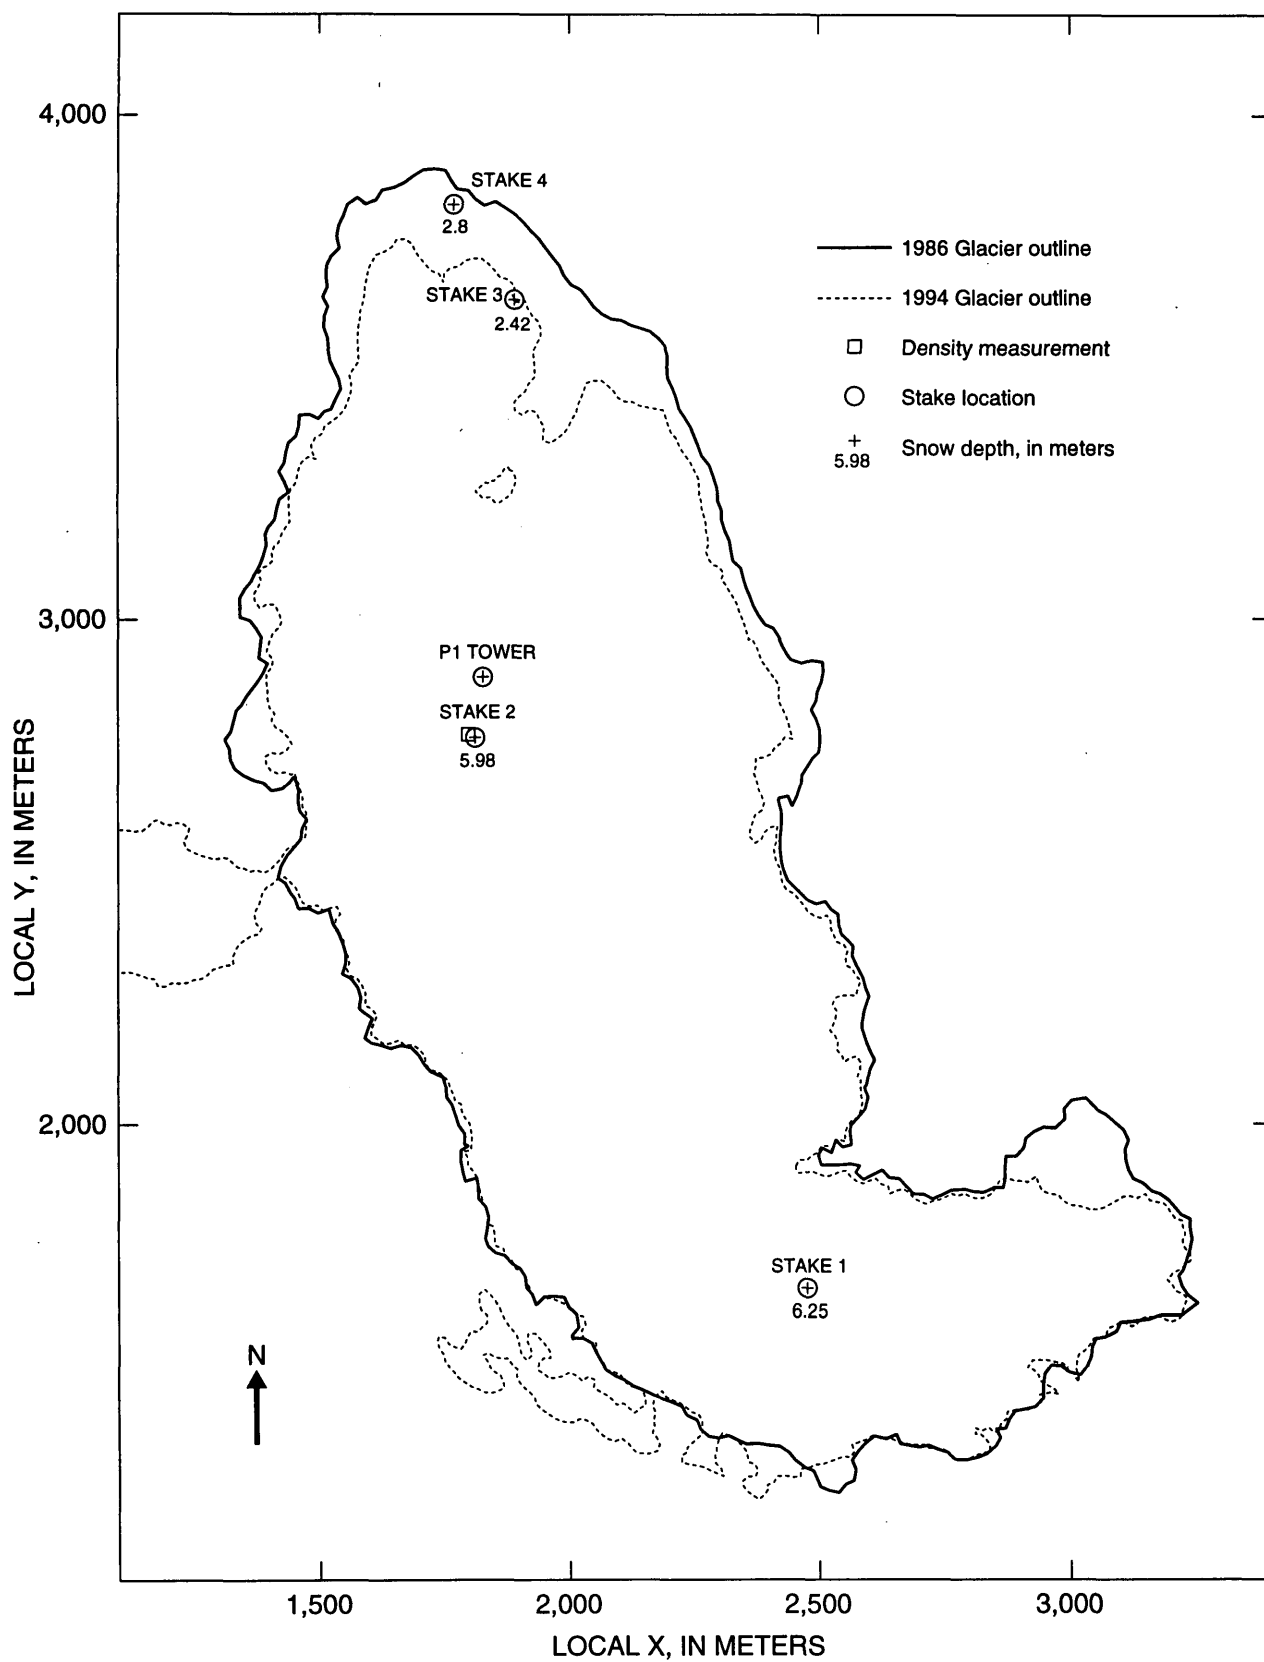 4,000
STAKE 4
2.8
1986 Glacier outline
STAKE 3
2.42
1994 Glacier outline
Density measurement
Stake location
5.98
Snow depth, in meters
3,000
P1 TOWER
STAKE 2
5.98
LOCAL Y, IN METERS
2,000
STAKE 1
6.25
N
1,500
2,000
2,500
3,000
LOCAL X, IN METERS